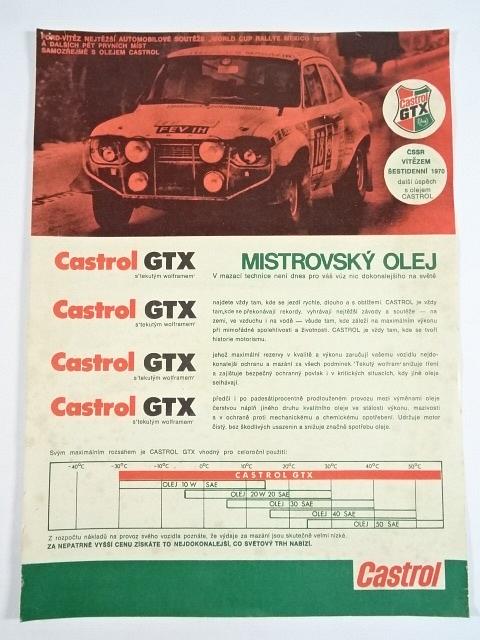 FORD-VÍTĚZ NEJTĚŽŠÍ AUTOMOBILOVÉ SOUTĚŽE „WORLD CUP RALLYE MEXICO 1970"
A DALŠÍCH PĚT PRVNÍCH MÍST
SAMOZŘEJMĚ S OLEJEM CASTROL
FEV 1H
18
Castrol
GTX
ČSSR
VÍTĚZEM
ŠESTIDENNÍ 1970
další úspěch
s olejem
CASTROL
Castrol GTX
s'tekutým wolframem'
MISTROVSKÝ OLEJ
V mazací technice není dnes pro váš vůz nic dokonalejšího na světě
Castrol GTX
s'tekutým wolframem'
najdete vždy tam, kde se jezdí rychle, dlouho a s obtížemi. CASTROL je vždy
tam, kde se překonávají rekordy, vyhrávají nejtěžší závody a soutěže — na
zemi, ve vzduchu i na vodě — všude tam, kde záleží na maximálním výkonu
při mimořádné spolehlivosti a životnosti. CASTROL je vždy tam, kde se tvoří
historie motorismu.
Castrol GTX
s'tekutým wolframem'
jehož maximální rezervy v kvalitě a výkonu zaručují vašemu vozidlu nejdo-
konalejší ochranu a mazání za všech podmínek. 'Tekutý wolfram' snižuje tření
a zajišťuje bezpečný ochranný povlak i v kritických situacích, kdy jiné oleje
selhávají.
Castrol GTX
s'tekutým wolframem'
předčí i po padesátiprocentně prodlouženém provozu mezi výměnami oleje
čerstvou náplň jiného druhu kvalitního oleje ve stálosti výkonu, mazivosti
a v ochraně proti mechanickému a chemickému opotřebení. Udržuje motor
čistý, bez škodlivých usazenin a snižuje značně spotřebu oleje.
Svým maximálním rozsahem je CASTROL GTX vhodný pro celoroční použití:
-40°C -30°C -10°C 0°C 10°C 20°C 30°C 40°C 50°C
CASTROL GTX
OLEJ 10 W SAE
OLEJ 20 W 20 SAE
OLEJ 30 SAE
OLEJ 40 SAE
OLEJ 50 SAE
Z rozpočtu nákladů na provoz svého vozidla poznáte, že výdaje za mazání jsou skutečně velmi nízké.
ZA NEPATRNĚ VYŠŠÍ CENU ZÍSKÁTE TO NEJDOKONALEJŠÍ, CO SVĚTOVÝ TRH NABÍZÍ.
Castrol